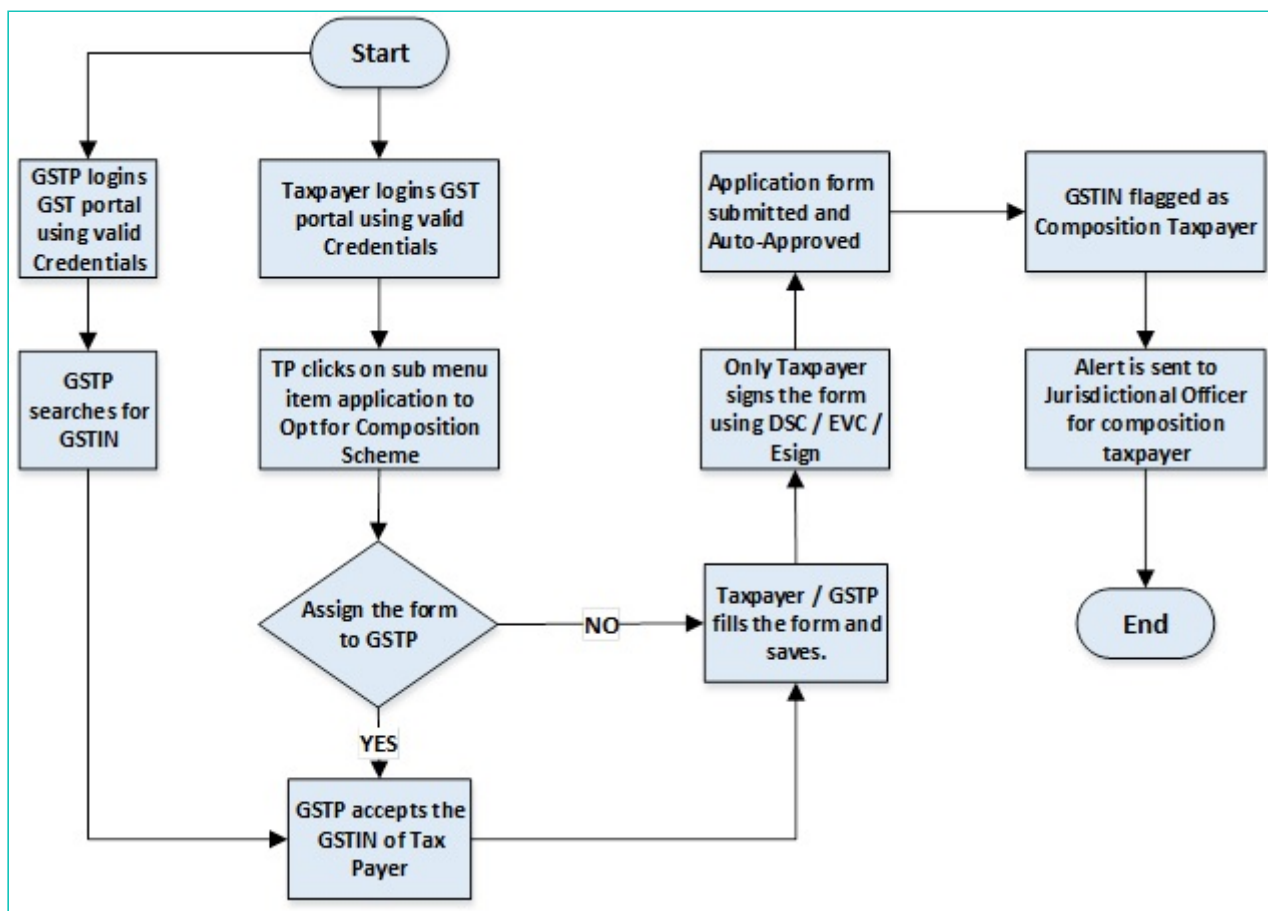 Start
GSTP logins
GST portal
using valid
Credentials
Taxpayer logins GST
portal using valid
Credentials
Application form
submitted and
Auto-Approved
GSTIN flagged as
Composition Taxpayer
GSTP
searches for
GSTIN
TP clicks on sub menu
item application to
Opt for Composition
Scheme
Only Taxpayer
signs the form
using DSC / EVC /
Esign
Alert is sent to
Jurisdictional Officer
for composition
taxpayer
Assign the form
to GSTP
NO
Taxpayer / GSTP
fills the form and
saves.
End
YES
GSTP accepts the
GSTIN of Tax
Payer